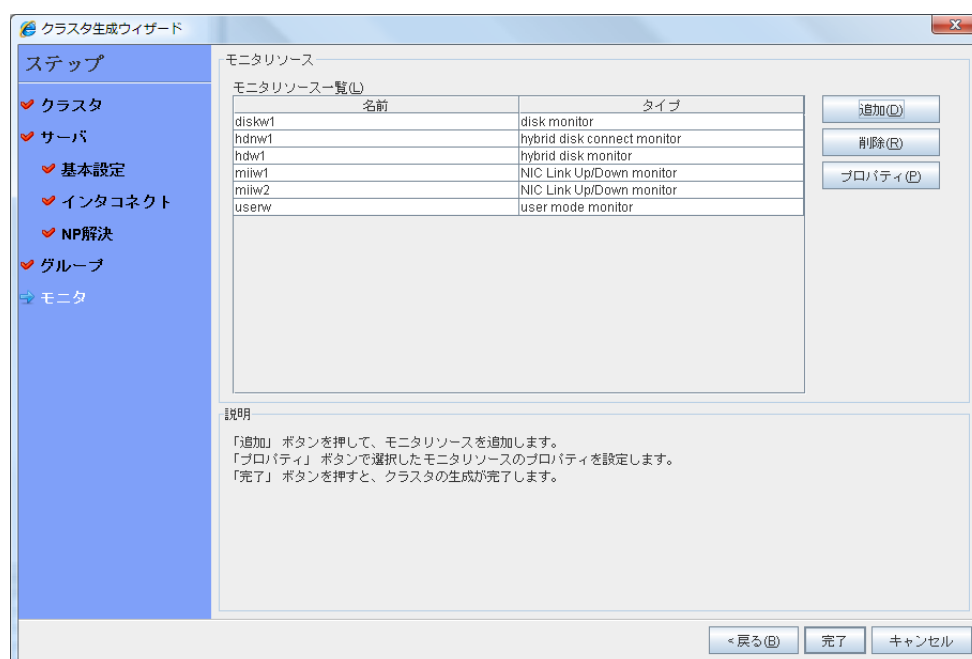 クラスタ生成ウィザード
ステップ
クラスタ
サーバ
基本設定
インタコネクト
NP解決
グループ
モニタ
モニタリソース
モニタリソース一覧(L)
名前 タイプ
diskw1 disk monitor
hdnw1 hybrid disk connect monitor
hdw1 hybrid disk monitor
miiw1 NIC Link Up/Down monitor
miiw2 NIC Link Up/Down monitor
userw user mode monitor
追加(D)
削除(R)
プロパティ(P)
説明
「追加」 ボタンを押して、モニタリソースを追加します。
「プロパティ」 ボタンで選択したモニタリソースのプロパティを設定します。
「完了」 ボタンを押すと、クラスタの生成が完了します。
<戻る(B) 完了 キャンセル